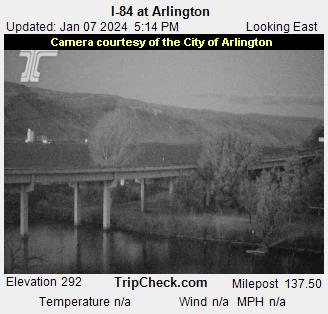 I-84 at Arlington
Updated: Jan 07 2024 5:14 PM Looking East
Camera courtesy of the City of Arlington
Elevation 292 TripCheck.com Milepost 137.50
Temperature n/a Wind n/a MPH n/a